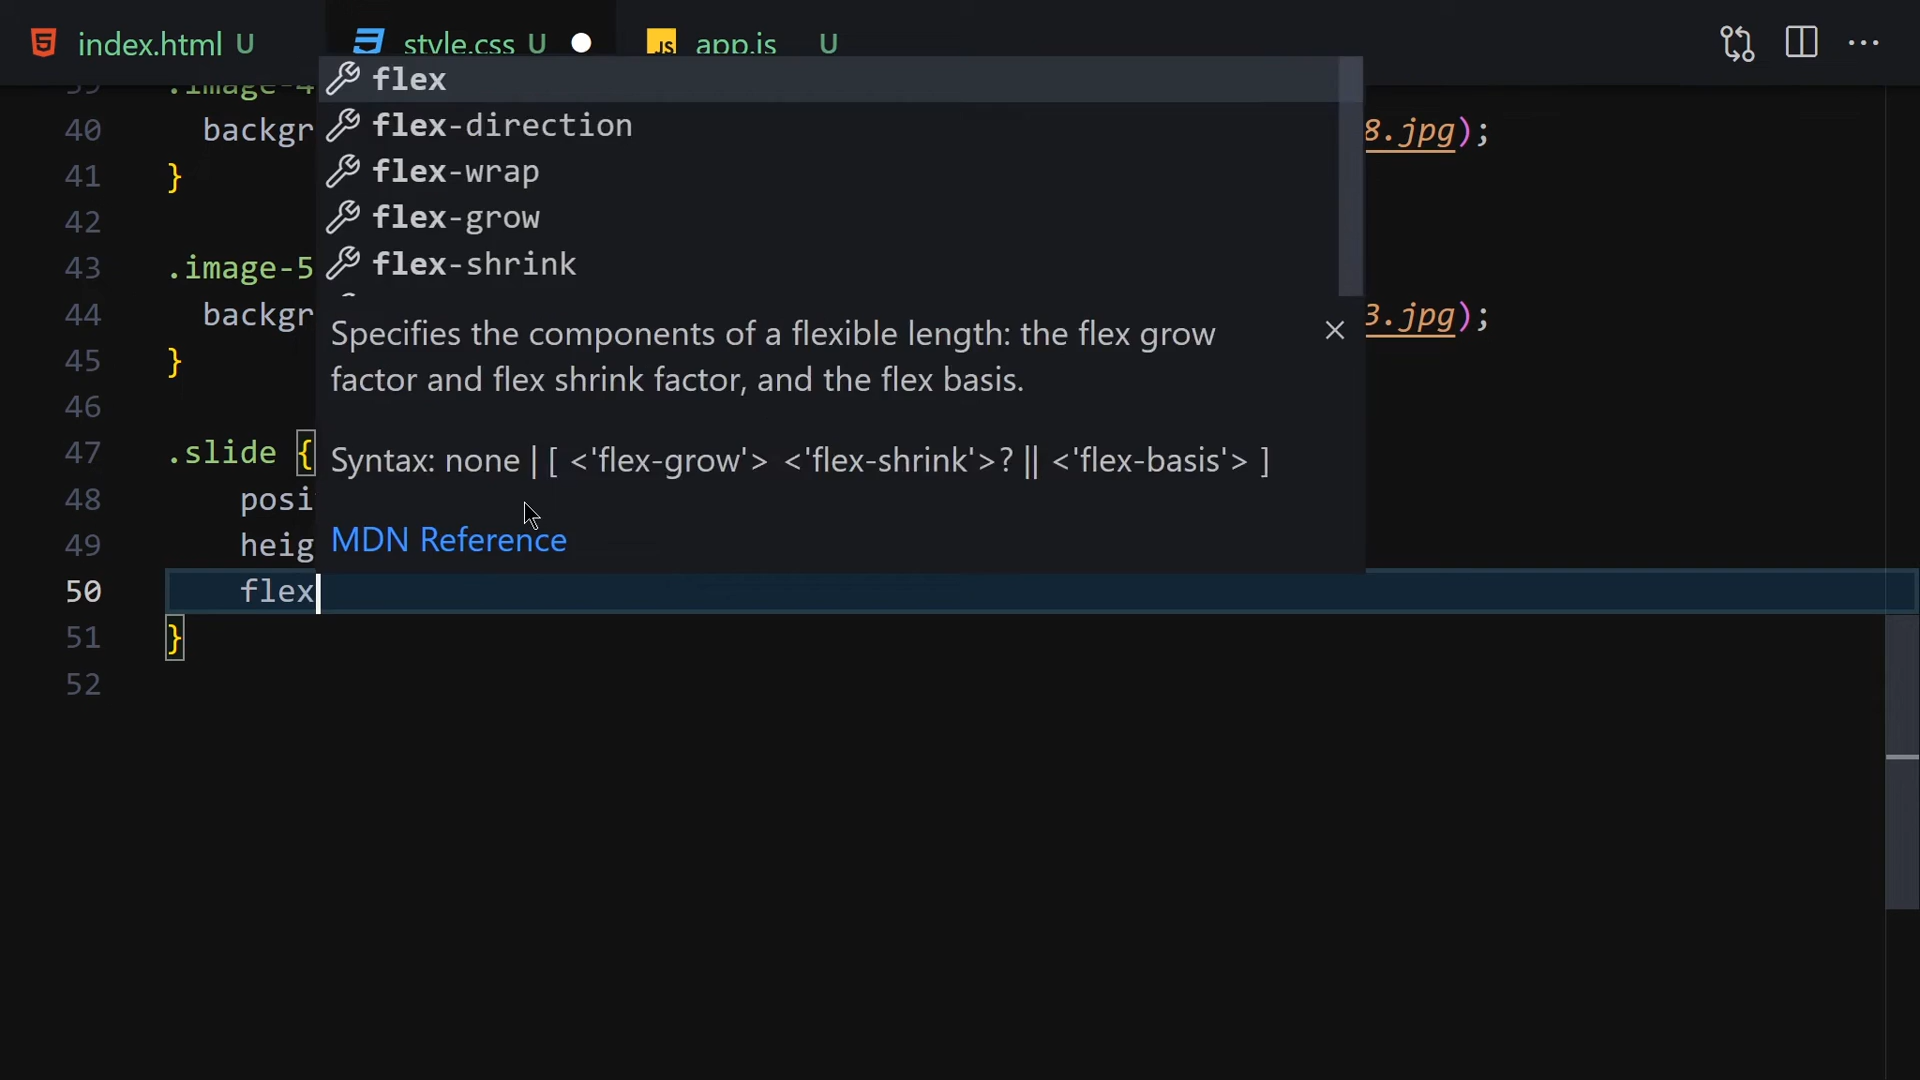 index.html U style.css U app.js U
flex
39 .image-4
flex-direction
40 backgr 8.jpg);
flex-wrap
41 }
flex-grow
42
flex-shrink
43 .image-5
44 backgr 3.jpg);
Specifies the components of a flexible length: the flex grow
45 }
factor and flex shrink factor, and the flex basis.
46
47 .slide {
Syntax: none | [ <'flex-grow'> <'flex-shrink'>? || <'flex-basis'> ]
48 posi
MDN Reference
49 heig
50 flex
51 }
52